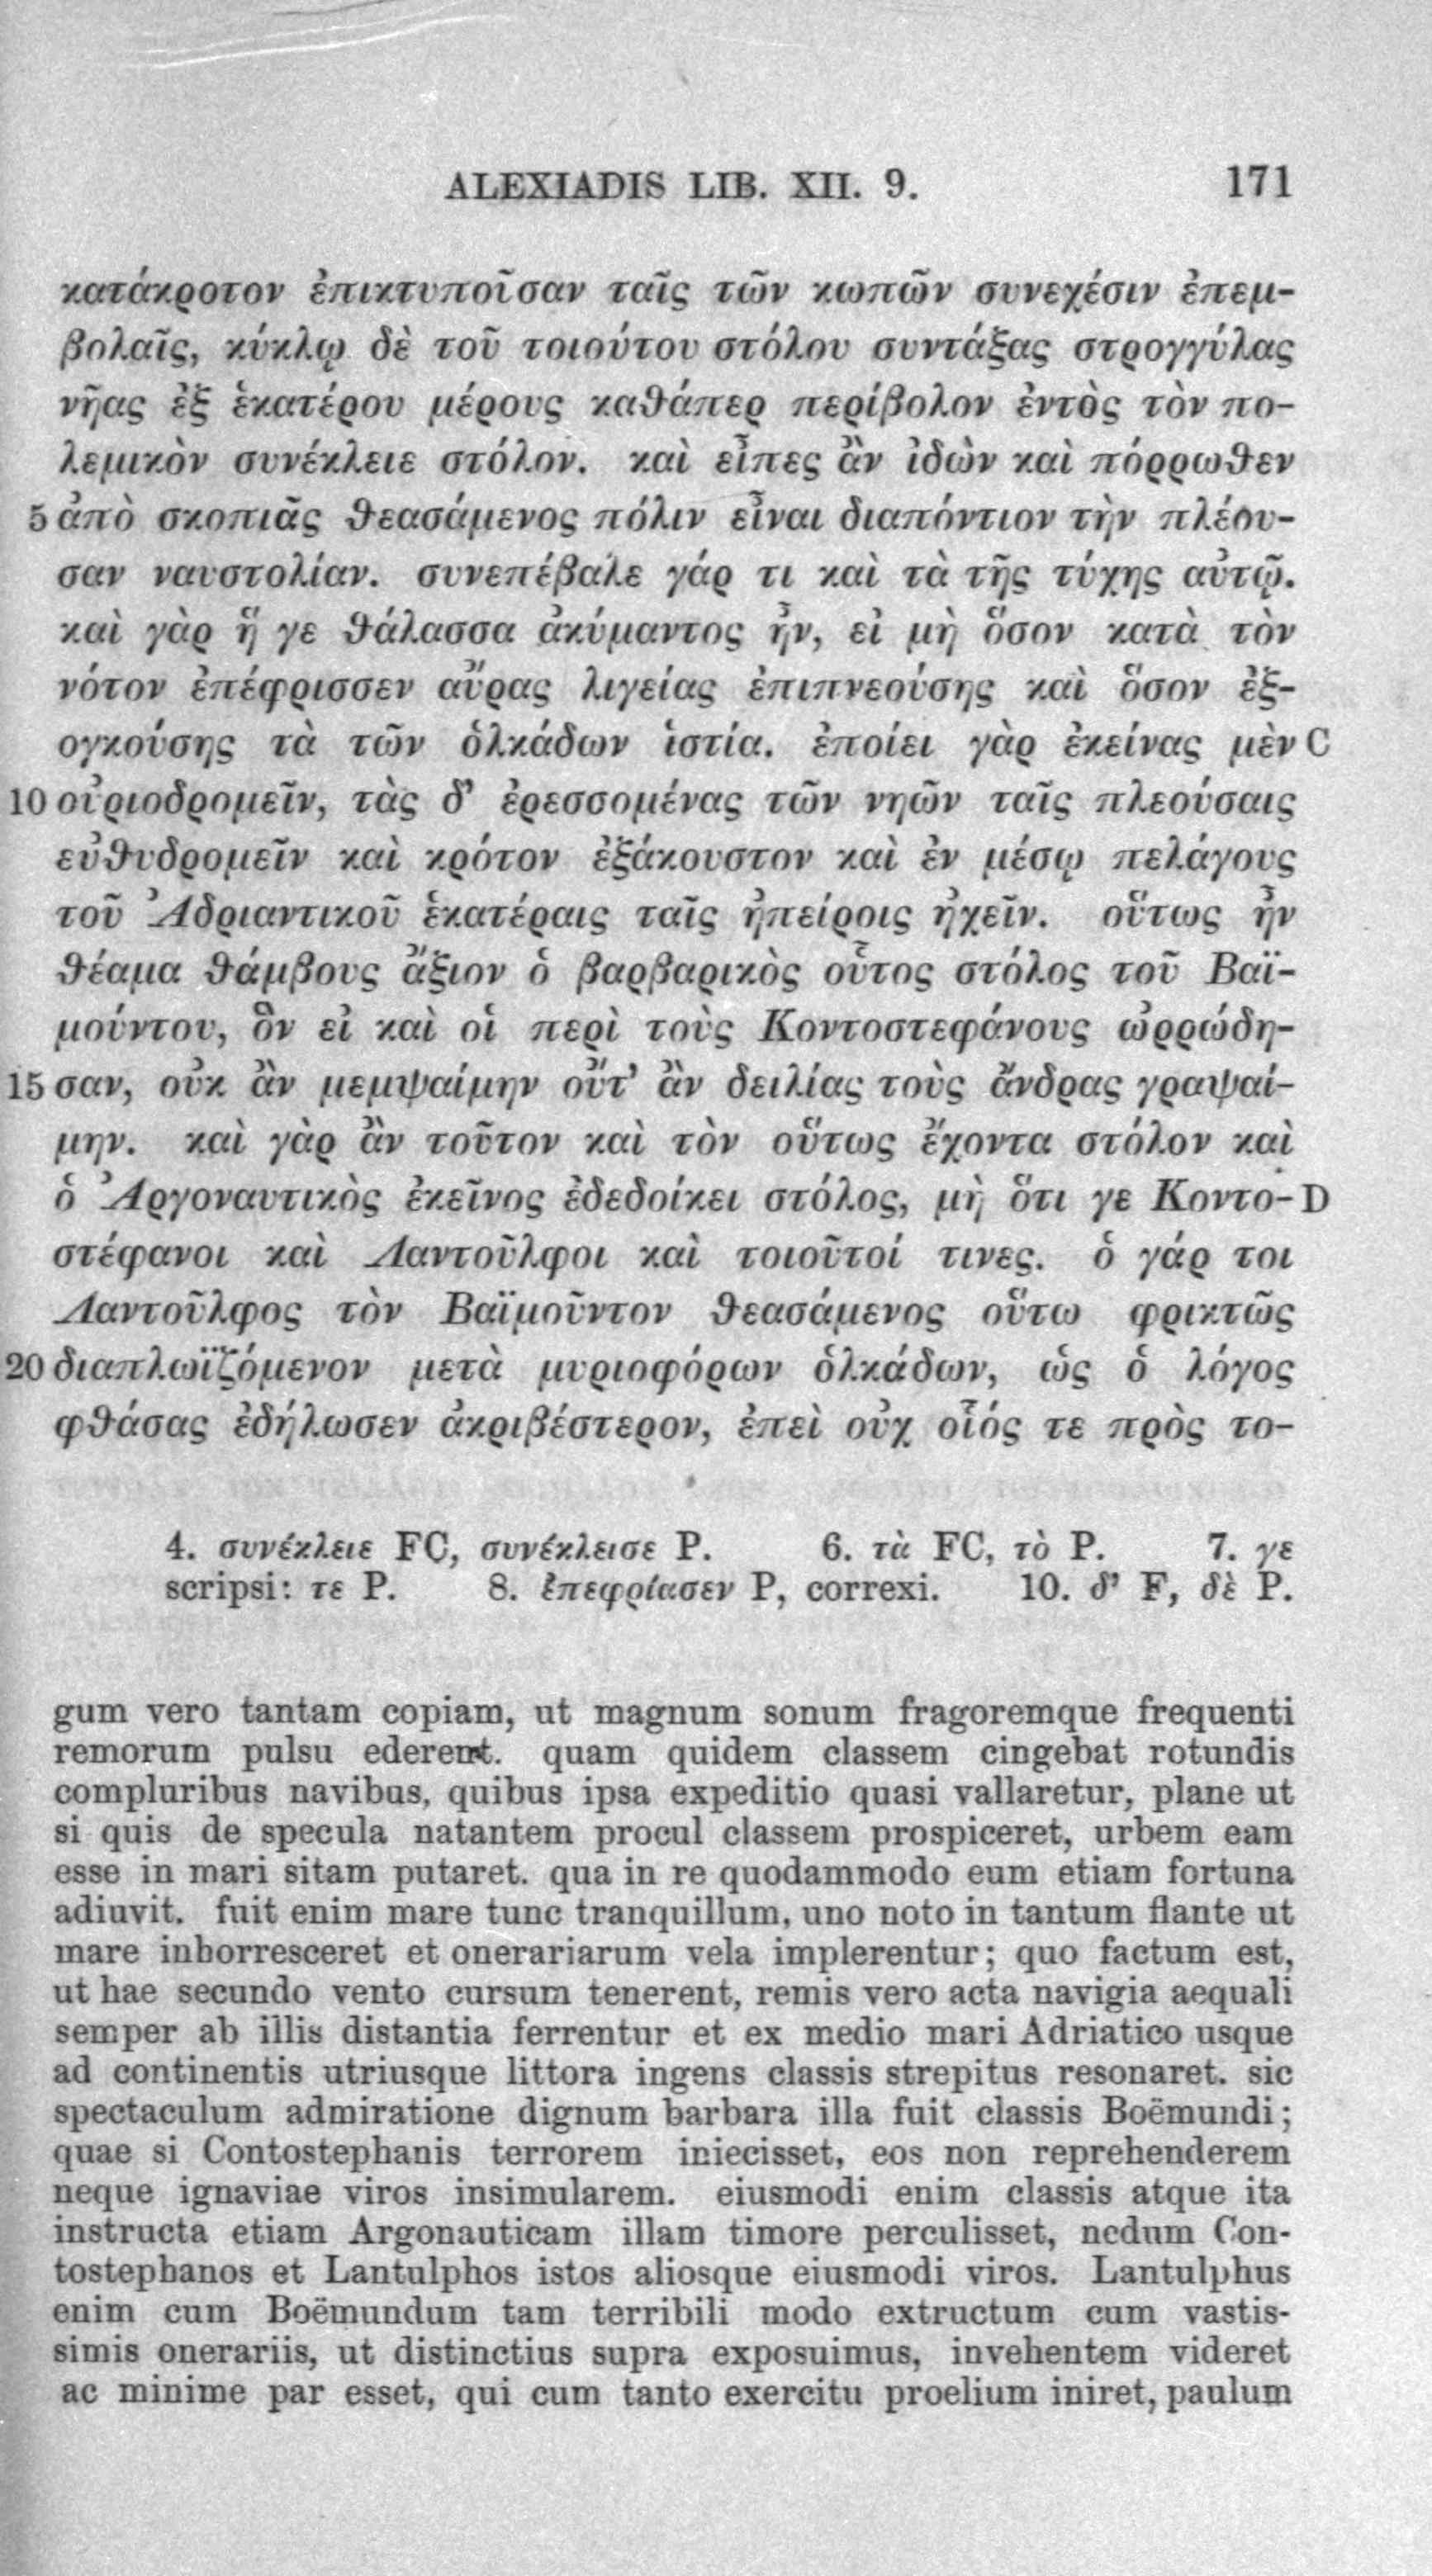 ALEXIADIS LIB. XII. 9. 171
κατάκροτον ἐπικτυποῖσαν ταῖς τῶν κωπῶν συνεχέσιν ἐπεμ-
βολαῖς, κύκλῳ δὲ τοῦ τοιούτου στόλου συντάξας στρογγύλας
νῆας ἐξ ἑκατέρου μέρους καθάπερ περίβολον ἐντὸς τὸν πο-
λεμικὸν συνέκλειε στόλον. καὶ εἶπες ἂν ἰδὼν καὶ πόρρωθεν
5 ἀπὸ σκοπιᾶς θεασάμενος πόλιν εἶναι διαπόντιον τὴν πλέου-
σαν ναυστολίαν. συνεπέβαλε γάρ τι καὶ τὰ τῆς τύχης αὐτῷ.
καὶ γὰρ ἥ γε θάλασσα ἀκύμαντος ἦν, εἰ μὴ ὅσον κατὰ τὸν
νότον ἐπέφρισσεν αὔρας λιγείας ἐπιπνεούσης καὶ ὅσον ἐξ-
ογκούσης τὰ τῶν ὁλκάδων ἱστία. ἐποίει γὰρ ἐκείνας μὲν C
10 οὐριοδρομεῖν, τὰς δ’ ἐρεσσομένας τῶν νηῶν ταῖς πλεούσαις
εὐθυδρομεῖν καὶ κρότον ἐξάκουστον καὶ ἐν μέσῳ πελάγους
τοῦ Ἀδριαντικοῦ ἑκατέραις ταῖς ἠπείροις ἠχεῖν. οὕτως ἦν
θέαμα θάμβους ἄξιον ὁ βαρβαρικὸς οὗτος στόλος τοῦ Βαϊ-
μούντου, ὃν εἰ καὶ οἱ περὶ τοὺς Κοντοστεφάνους ὠρρώδη-
15 σαν, οὐκ ἂν μεμψαίμην οὔτ’ ἂν δειλίας τοὺς ἄνδρας γραψαί-
μην. καὶ γὰρ ἂν τοῦτον καὶ τὸν οὕτως ἔχοντα στόλον καὶ
ὁ Ἀργοναυτικὸς ἐκεῖνος ἐδεδοίκει στόλος, μὴ ὅτι γε Κοντο- D
στέφανοι καὶ Λαντοῦλφοι καὶ τοιοῦτοί τινες. ὁ γάρ τοι
Λαντοῦλφος τὸν Βαϊμοῦντον θεασάμενος οὕτω φρικτῶς
20 διαπλωϊζόμενον μετὰ μυριοφόρων ὁλκάδων, ὡς ὁ λόγος
φθάσας ἐδήλωσεν ἀκριβέστερον, ἐπεὶ οὐχ οἷός τε πρὸς το-
4. συνέκλειε FC, συνέκλεισε P. 6. τὰ FC, τὸ P. 7. γε
scripsi: τε P. 8. ἐπεφρίασεν P, correxi. 10. δ’ F, δὲ P.
gum vero tantam copiam, ut magnum sonum fragoremque frequenti
remorum pulsu ederent. quam quidem classem cingebat rotundis
compluribus navibus, quibus ipsa expeditio quasi vallaretur, plane ut
si quis de specula natantem procul classem prospiceret, urbem eam
esse in mari sitam putaret. qua in re quodammodo eum etiam fortuna
adiuvit. fuit enim mare tunc tranquillum, uno noto in tantum flante ut
mare inhorresceret et onerariarum vela implerentur; quo factum est,
ut hae secundo vento cursum tenerent, remis vero acta navigia aequali
semper ab illis distantia ferrentur et ex medio mari Adriatico usque
ad continentis utriusque littora ingens classis strepitus resonaret. sic
spectaculum admiratione dignum barbara illa fuit classis Boëmundi;
quae si Contostephanis terrorem iniecisset, eos non reprehenderem
neque ignaviae viros insimularem. eiusmodi enim classis atque ita
instructa etiam Argonauticam illam timore perculisset, nedum Con-
tostephanos et Lantulphos istos aliosque eiusmodi viros. Lantulphus
enim cum Boëmundum tam terribili modo extructum cum vastis-
simis onerariis, ut distinctius supra exposuimus, invehentem videret
ac minime par esset, qui cum tanto exercitu proelium iniret, paulum